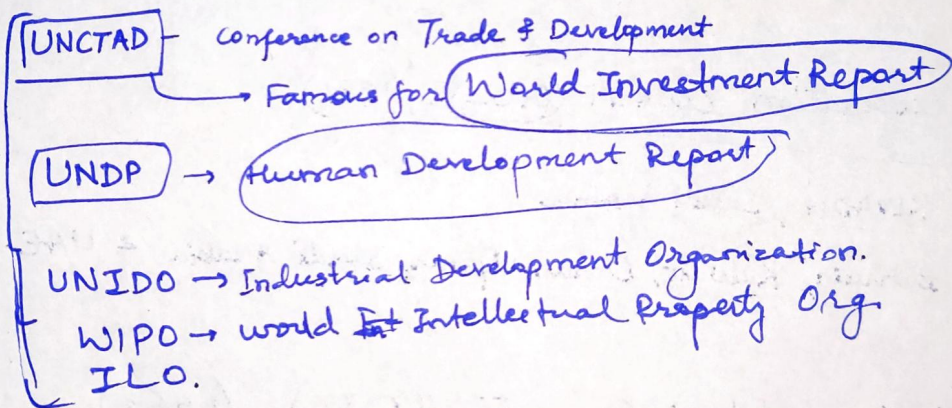 UNCTAD - Conference on Trade & Development
→ Famous for World Investment Report
UNDP → Human Development Report
UNIDO → Industrial Development Organization.
WIPO → world Intellectual Property Org.
ILO.